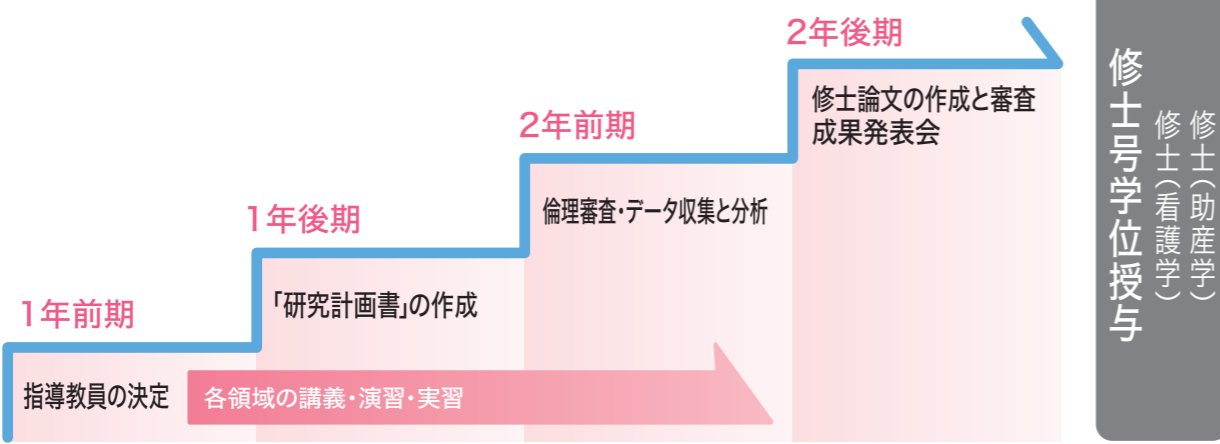 1年前期
指導教員の決定
各領域の講義・演習・実習
1年後期
「研究計画書」の作成
2年前期
倫理審査・データ収集と分析
2年後期
修士論文の作成と審査
成果発表会
修士（助産学）
修士（看護学）
修士号学位授与